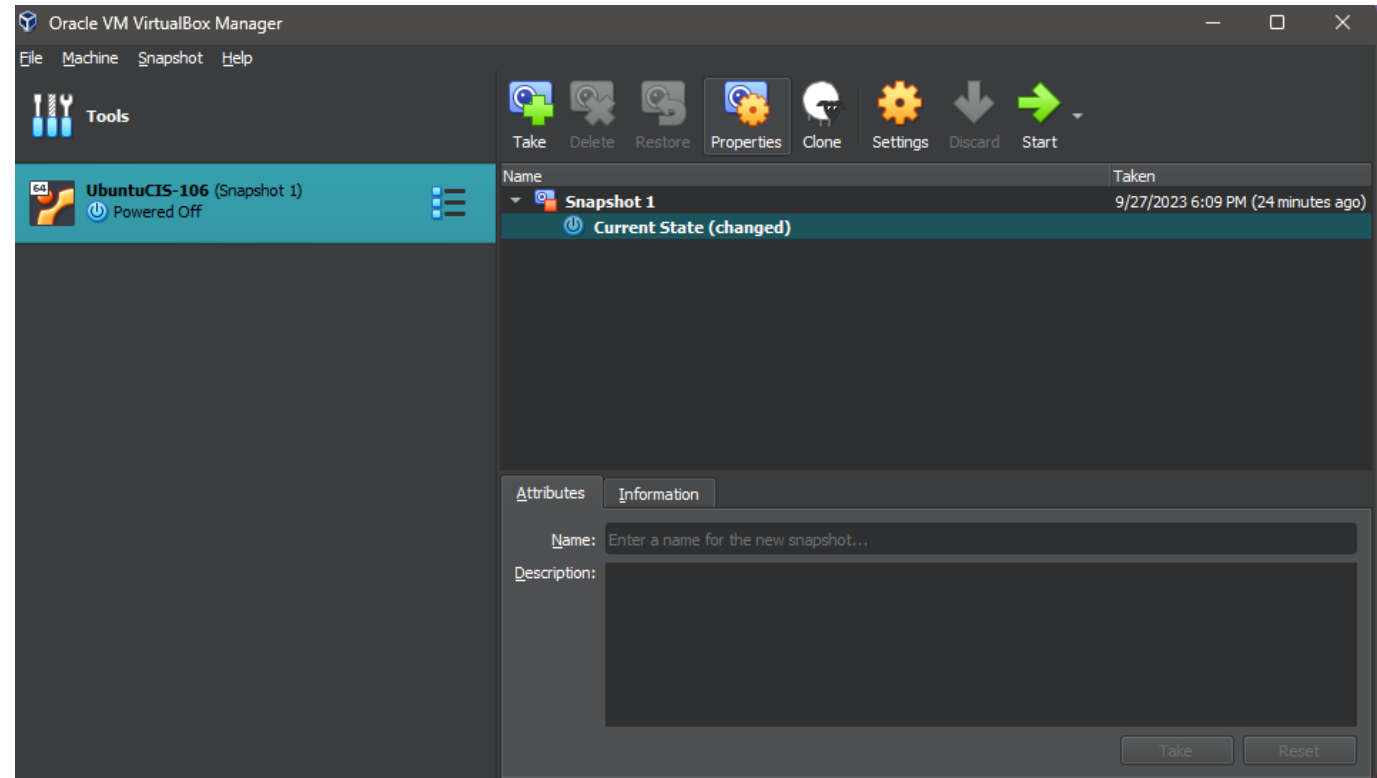 Oracle VM VirtualBox Manager
File Machine Snapshot Help
Tools
Take Delete Restore Properties Clone Settings Discard Start
64
UbuntuCIS-106 (Snapshot 1)
Powered Off
Name Taken
Snapshot 1 9/27/2023 6:09 PM (24 minutes ago)
Current State (changed)
Attributes Information
Name: Enter a name for the new snapshot...
Description:
Take Reset